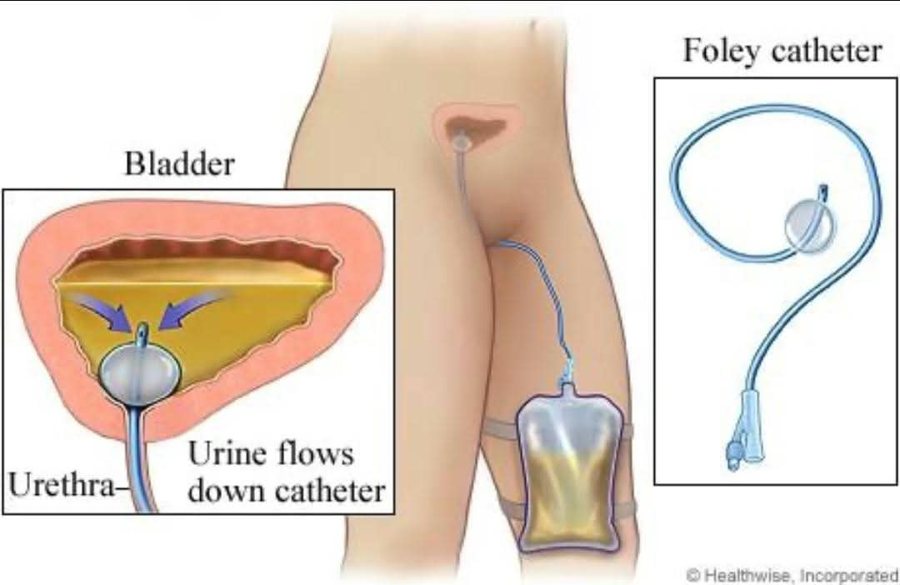 Foley catheter
Bladder
Urethra
Urine flows
down catheter
© Healthwise, Incorporated